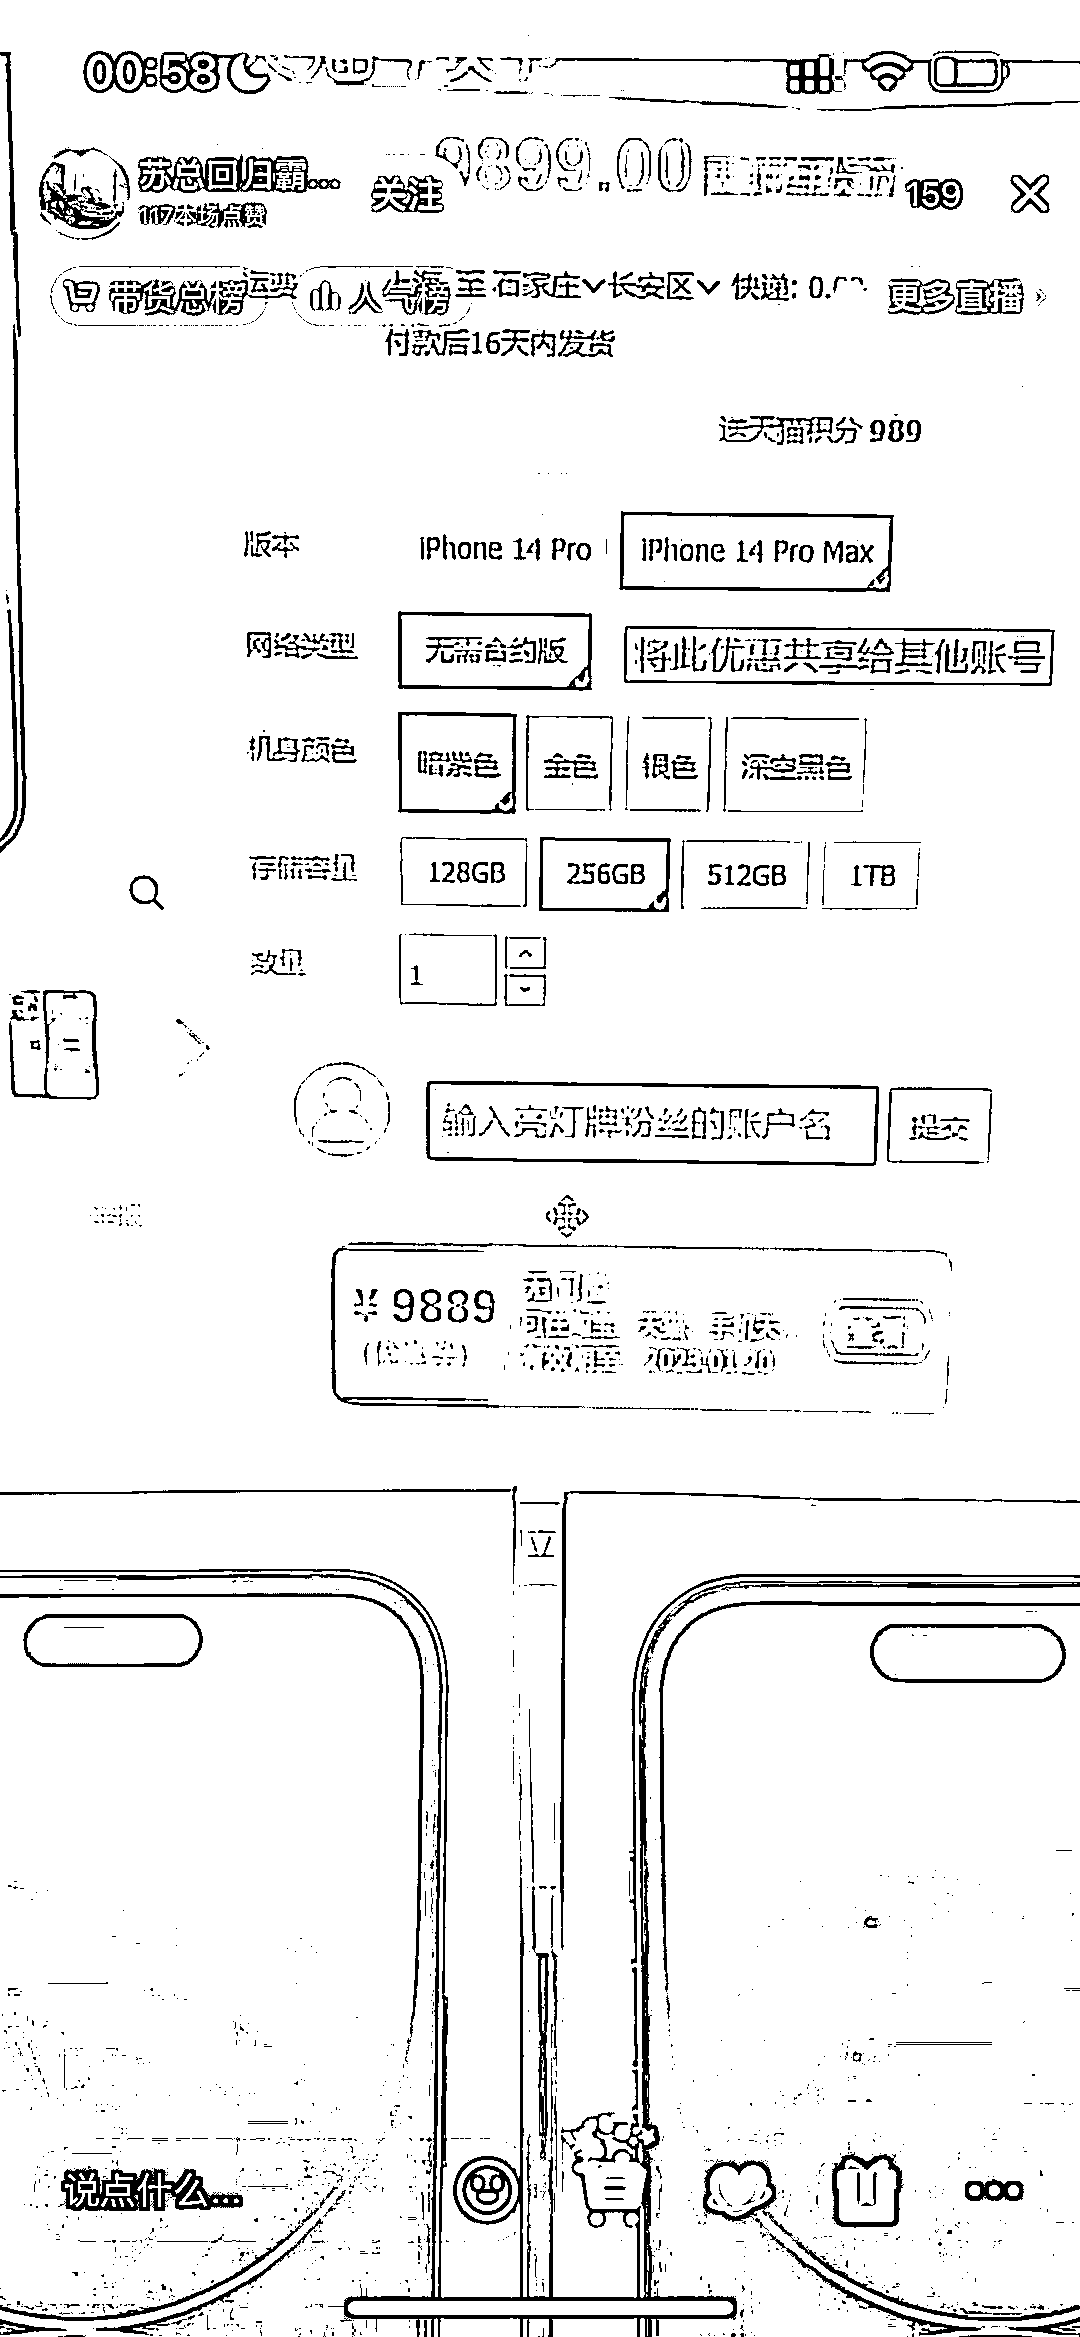 00:58
9899.00
苏总回归霸...
关注
159
117本场点赞
带货总榜
运费
人气榜
上海 至 石家庄 长安区 快递: 0.
更多直播
付款后16天内发货
送天猫积分 989
版本
iPhone 14 Pro
iPhone 14 Pro Max
网络类型
无需合约版
将此优惠共享给其他账号
机身颜色
暗紫色
金色
银色
深空黑色
存储容量
128GB
256GB
512GB
1TB
数量
1
输入亮灯牌粉丝的账户名
提交
举报
¥ 9889
有效期至 2023.01.20
立
说点什么...